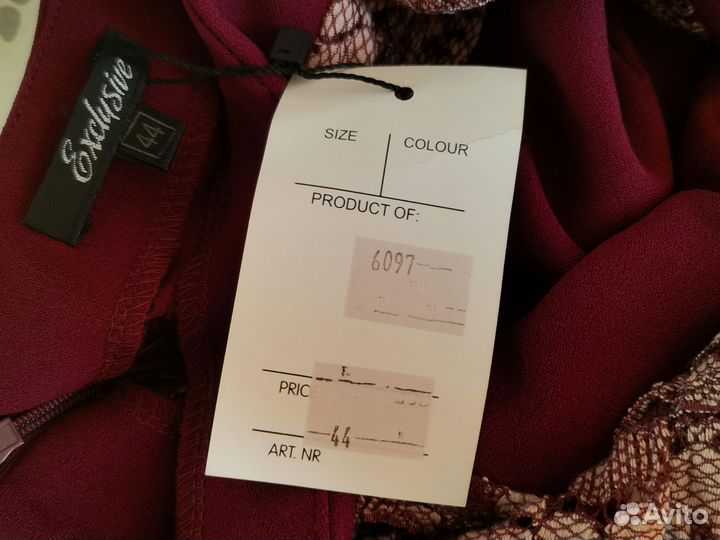 Exclusive
44
SIZE
COLOUR
PRODUCT OF:
6097
PRIC
44
ART. NR
Avito